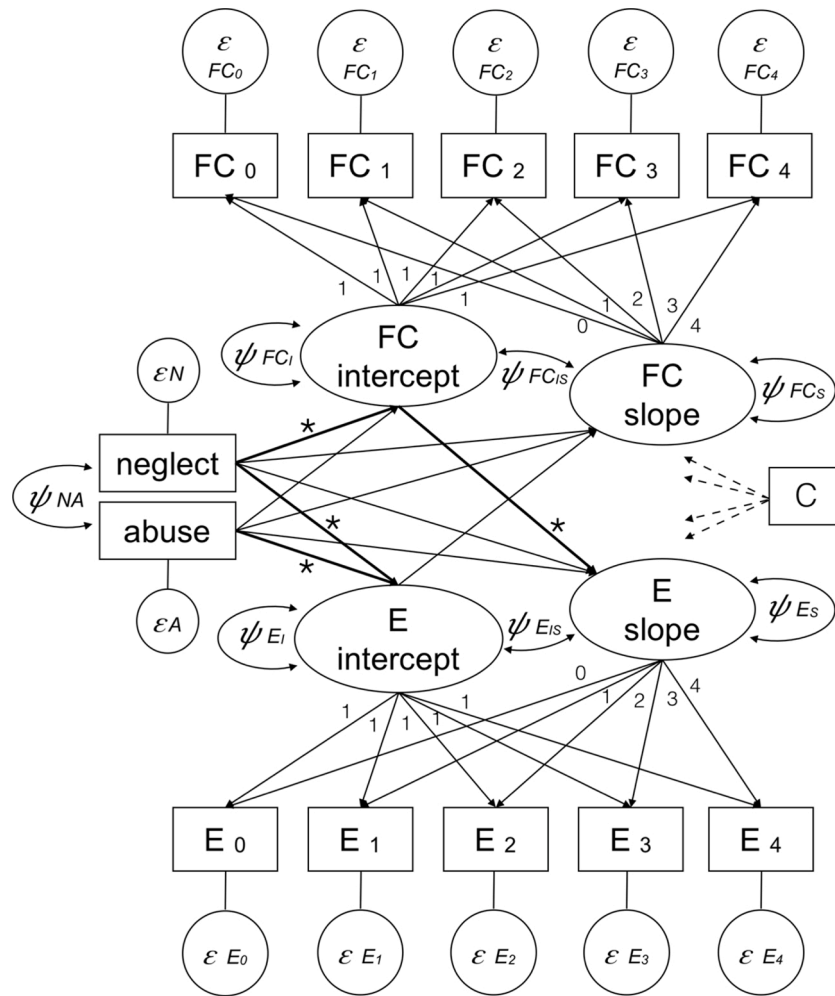 ε ε ε ε ε
FC0 FC1 FC2 FC3 FC4
FC 0 FC 1 FC 2 FC 3 FC 4
1 1 1 1 1
0 1 2 3 4
FC
intercept
ψ FCI
ψ FCIS
FC
slope
ψ FCS
εN
neglect
ψ NA
abuse
εA
*
*
*
*
C
E
intercept
ψ EI
ψ EIS
E
slope
ψ ES
1 1 1 1 1
0 1 2 3 4
E 0 E 1 E 2 E 3 E 4
ε E0 ε E1 ε E2 ε E3 ε E4